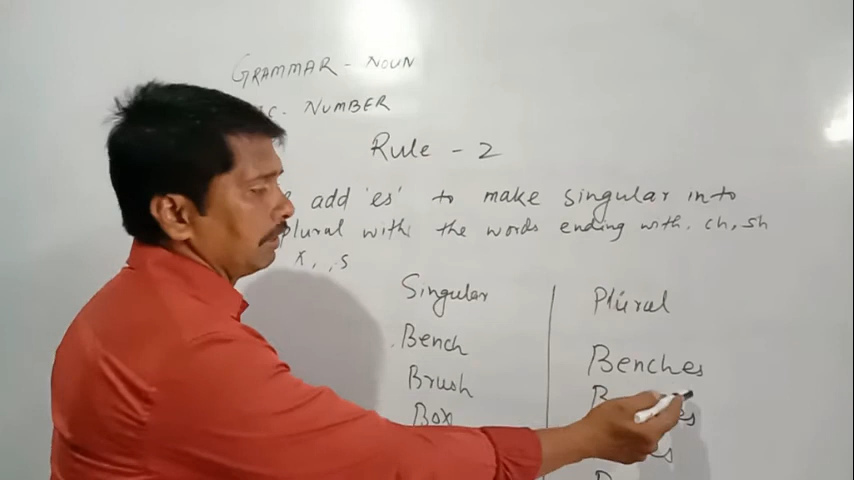 GRAMMAR - NOUN
NUMBER
Rule - 2
add 'es' to make singular into
plural with the words ending with, ch, sh
x, , s
Singular Plural
Bench Benches
Brush
Box